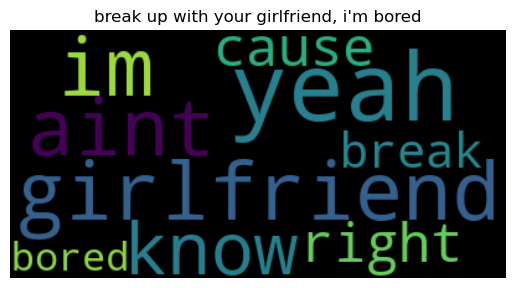 break up with your girlfriend, i'm bored
im cause
yeah
aint
break
girlfriend
know right
bored